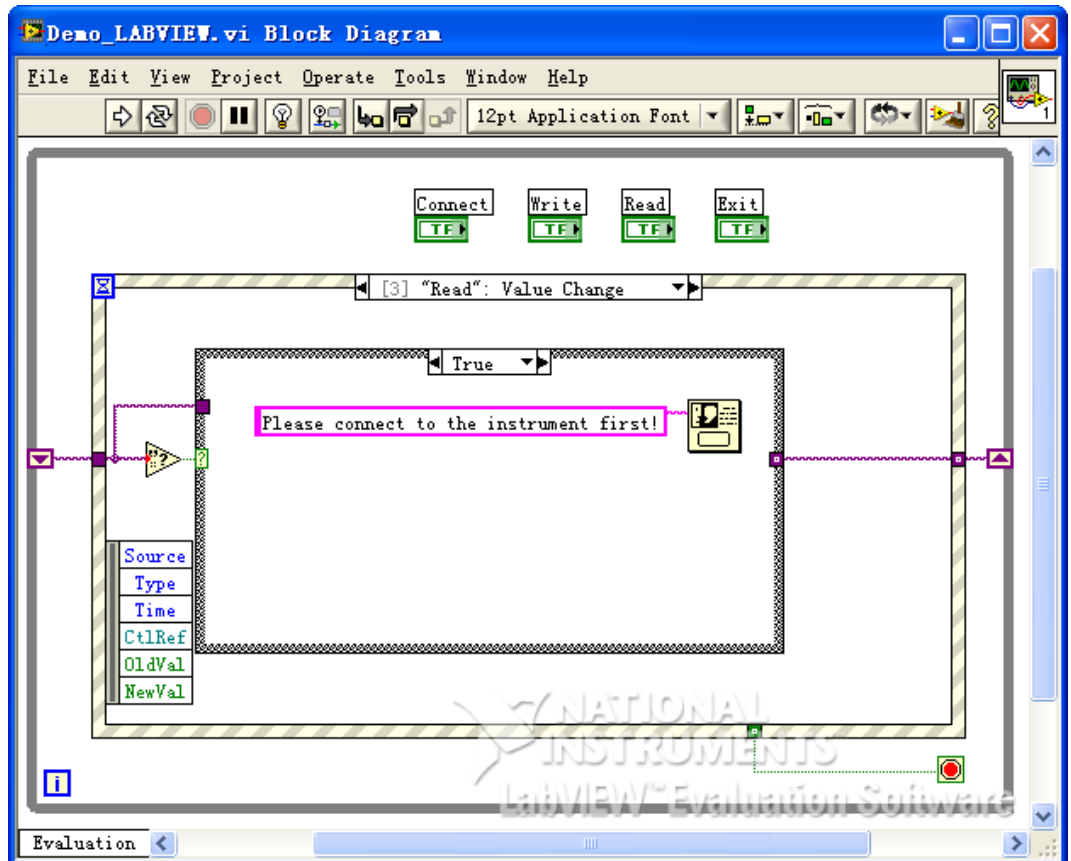 Demo_LABVIEW.vi Block Diagram
File Edit View Project Operate Tools Window Help
12pt Application Font
1
Connect Write Read Exit
TF TF TF TF
[3] "Read": Value Change
True
Please connect to the instrument first!
"?
?
Source
Type
Time
CtlRef
OldVal
NewVal
NATIONAL
INSTRUMENTS
i
LabVIEW™ Evaluation Software
Evaluation